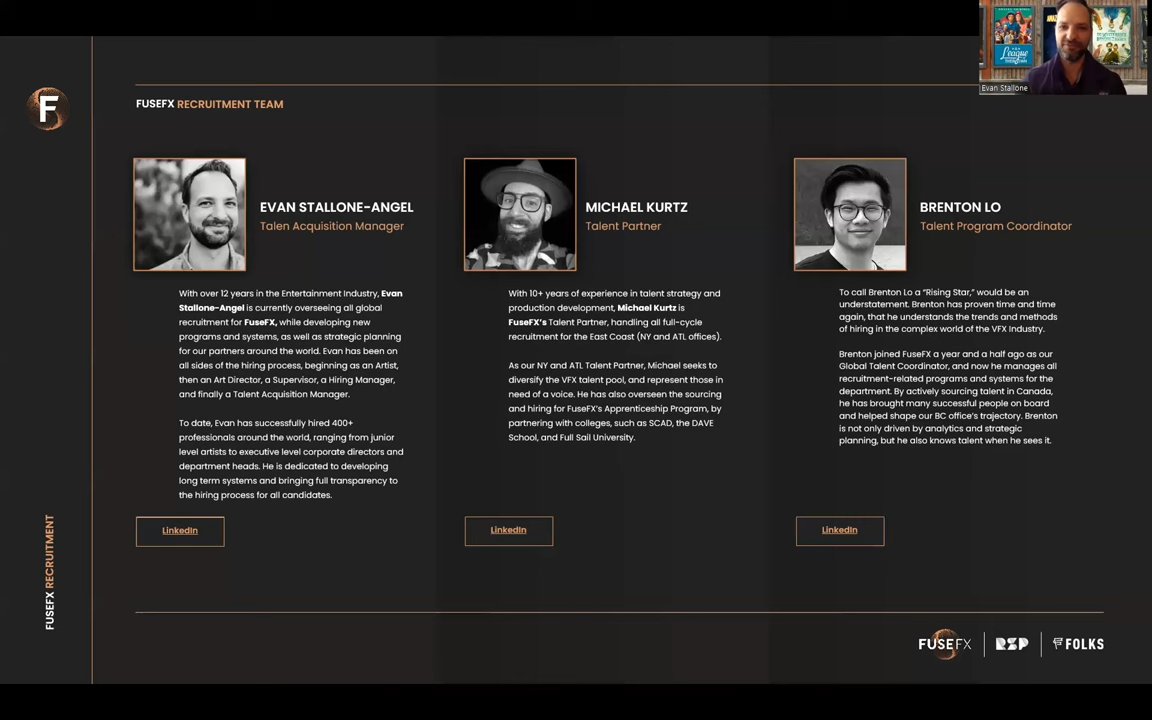 League
THEM
Evan Stallone
F
FUSEFX RECRUITMENT TEAM
EVAN STALLONE-ANGEL
Talen Acquisition Manager
With over 12 years in the Entertainment Industry, Evan
Stallone-Angel is currently overseeing all global
recruitment for FuseFX, while developing new
programs and systems, as well as strategic planning
for our partners around the world. Evan has been on
all sides of the hiring process, beginning as an Artist,
then an Art Director, a Supervisor, a Hiring Manager,
and finally a Talent Acquisition Manager.
To date, Evan has successfully hired 400+
professionals around the world, ranging from junior
level artists to executive level corporate directors and
department heads. He is dedicated to developing
long term systems and bringing full transparency to
the hiring process for all candidates.
LinkedIn
MICHAEL KURTZ
Talent Partner
With 10+ years of experience in talent strategy and
production development, Michael Kurtz is
FuseFX's Talent Partner, handling all full-cycle
recruitment for the East Coast (NY and ATL offices).
As our NY and ATL Talent Partner, Michael seeks to
diversify the VFX talent pool, and represent those in
need of a voice. He has also overseen the sourcing
and hiring for FuseFX's Apprenticeship Program, by
partnering with colleges, such as SCAD, the DAVE
School, and Full Sail University.
LinkedIn
BRENTON LO
Talent Program Coordinator
To call Brenton Lo a "Rising Star," would be an
understatement. Brenton has proven time and time
again, that he understands the trends and methods
of hiring in the complex world of the VFX Industry.
Brenton joined FuseFX a year and a half ago as our
Global Talent Coordinator, and now he manages all
recruitment-related programs and systems for the
department. By actively sourcing talent in Canada,
he has brought many successful people on board
and helped shape our BC office's trajectory. Brenton
is not only driven by analytics and strategic
planning, but he also knows talent when he sees it.
LinkedIn
FUSEFX RECRUITMENT
FUSEFX
RSP
FOLKS